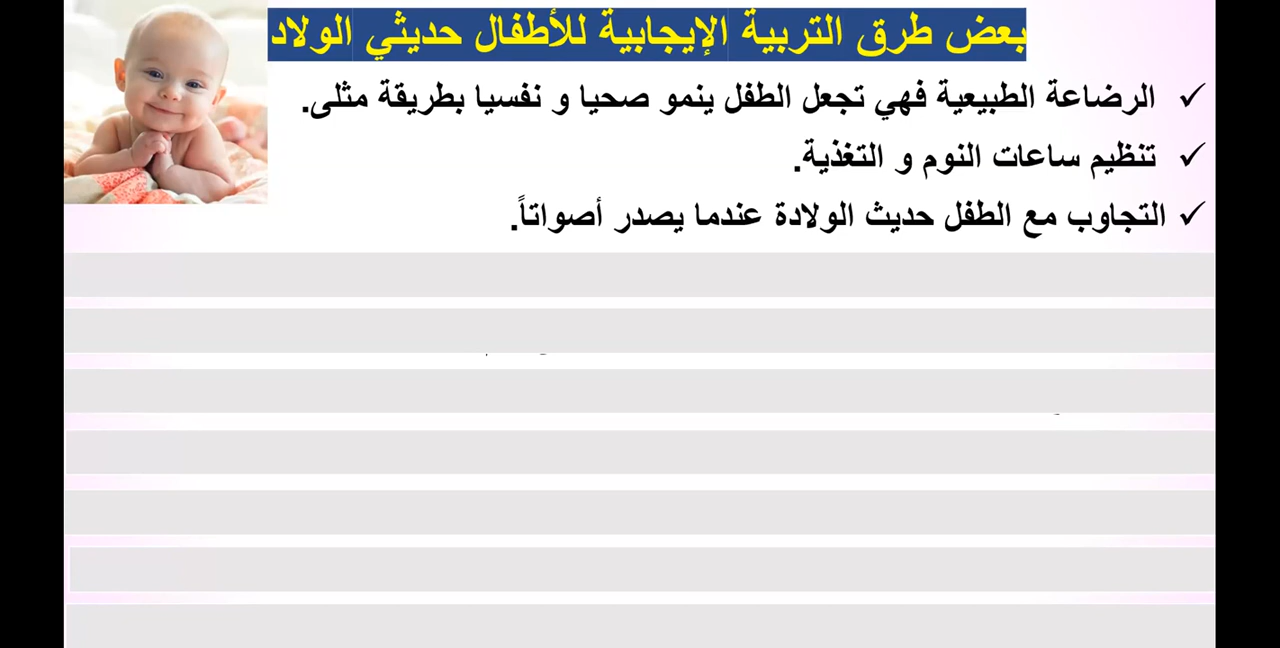 بعض طرق التربية الإيجابية للأطفال حديثي الولاد
الرضاعة الطبيعية فهي تجعل الطفل ينمو صحيا و نفسيا بطريقة مثلى.
تنظيم ساعات النوم و التغذية.
التجاوب مع الطفل حديث الولادة عندما يصدر أصواتاً.